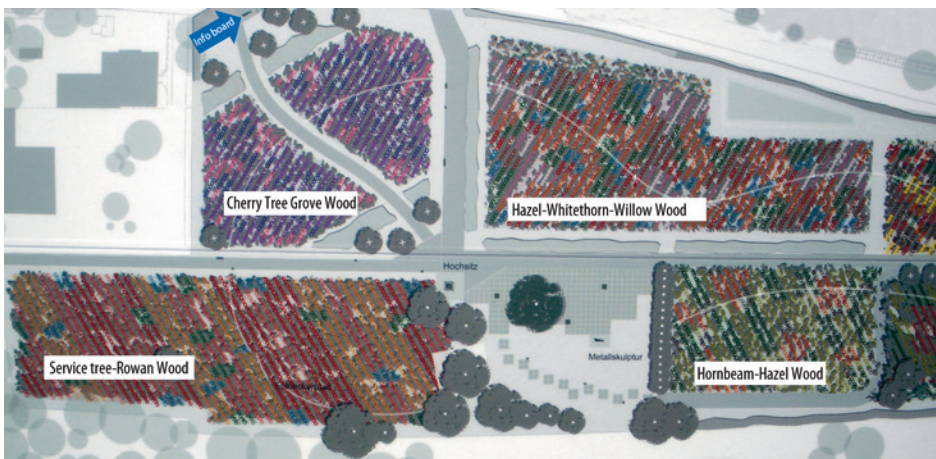 Info board
Cherry Tree Grove Wood
Hazel-Whitethorn-Willow Wood
Hochsitz
Metallskulptur
Service tree-Rowan Wood
Hornbeam-Hazel Wood